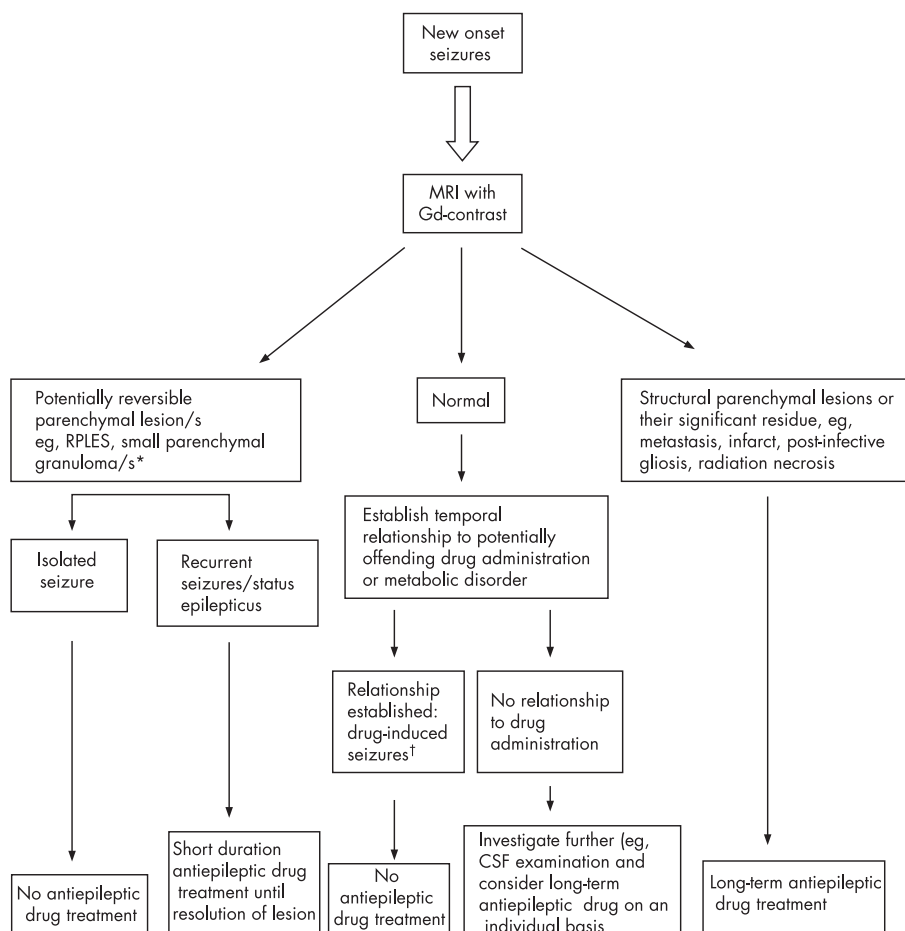 New onset
seizures
MRI with
Gd-contrast
Potentially reversible
parenchymal lesion/s
eg, RPLES, small parenchymal
granuloma/s*
Normal
Structural parenchymal lesions or
their significant residue, eg,
metastasis, infarct, post-infective
gliosis, radiation necrosis
Isolated
seizure
Recurrent
seizures/status
epilepticus
Establish temporal
relationship to potentially
offending drug administration
or metabolic disorder
Relationship
established:
drug-induced
seizures†
No relationship
to drug
administration
No antiepileptic
drug treatment
Short duration
antiepileptic drug
treatment until
resolution of lesion
No
antiepileptic
drug treatment
Investigate further (eg,
CSF examination and
consider long-term
antiepileptic drug on an
individual basis
Long-term antiepileptic
drug treatment